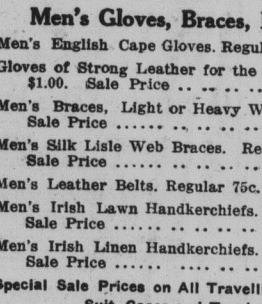 Men's Gloves, Braces,
Men's English Cape Gloves. Regul
Gloves of Strong Leather for the
$1.00. Sale Price .. .. .. ..
Men's Braces, Light or Heavy W
Sale Price ...... .. .. .. ..
Men's Silk Lisle Web Braces. Re
Sale Price ...... .. .. .. ..
Men's Leather Belts. Regular 75c.
Men's Irish Lawn Handkerchiefs.
Sale Price ...... .. .. .. ..
Men's Irish Linen Handkerchiefs.
Sale Price ...... .. .. .. ..
Special Sale Prices on All Travelli